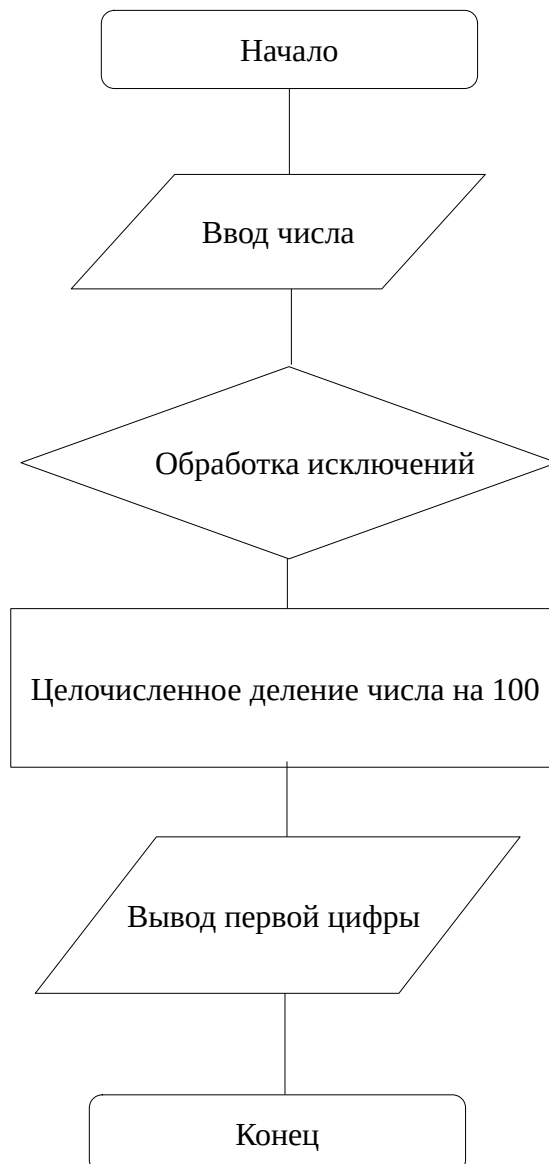 Начало
Ввод числа
Обработка исключений
Целочисленное деление числа на 100
Вывод первой цифры
Конец